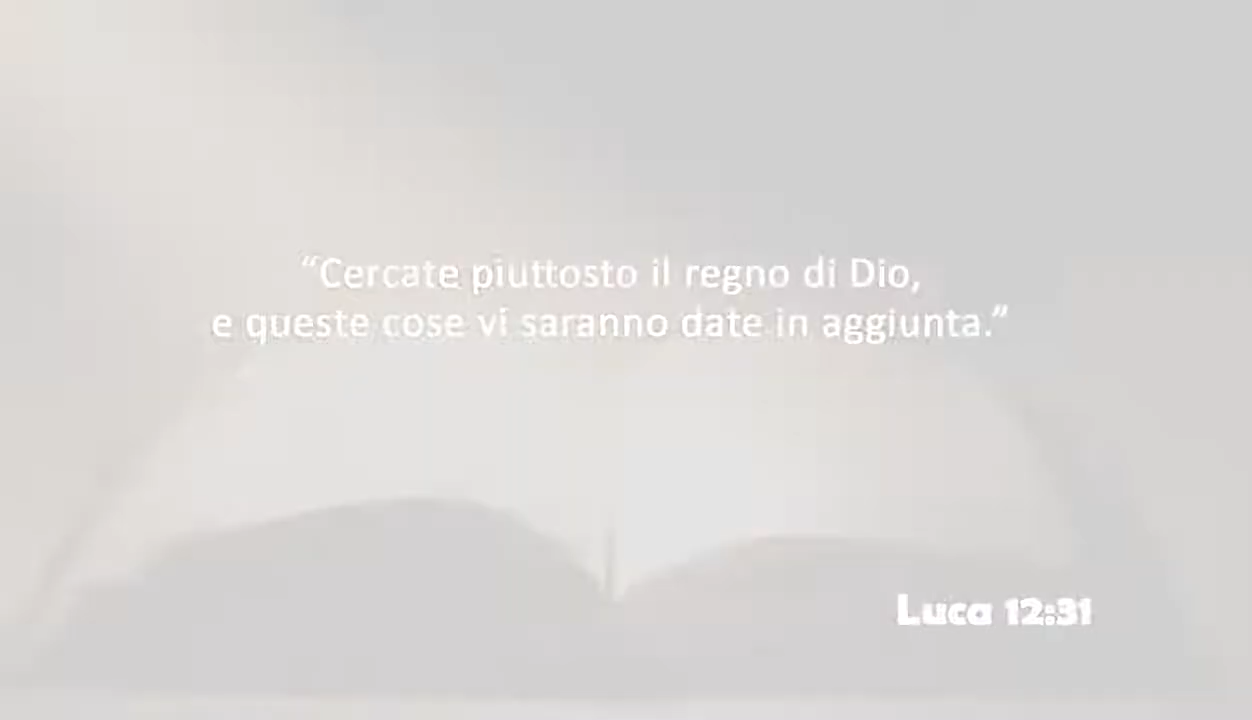 “Cercate piuttosto il regno di Dio,
e queste cose vi saranno date in aggiunta.”
Luca 12:31